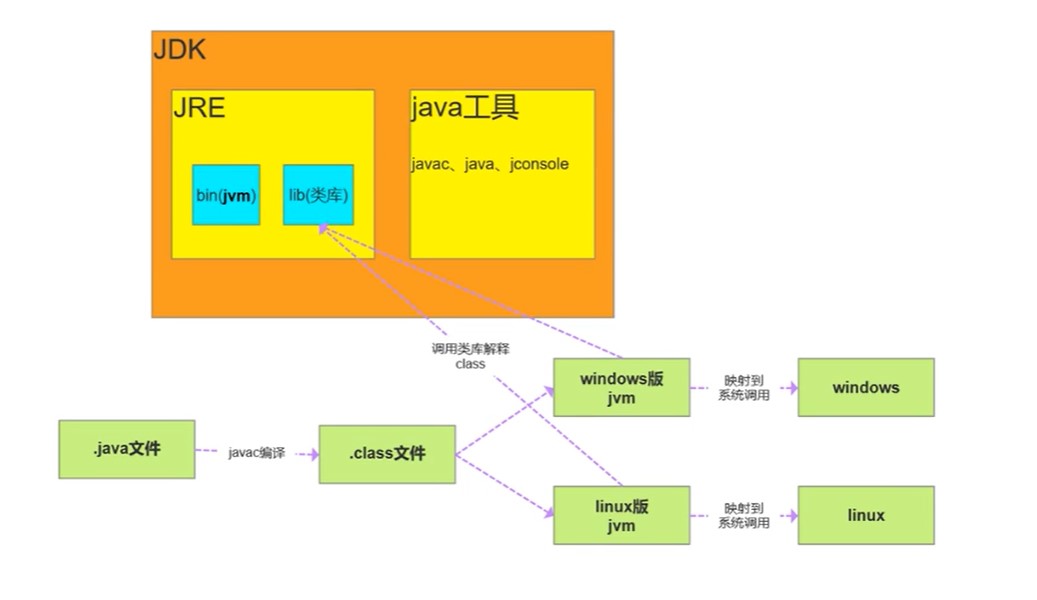 JDK
JRE
java工具
javac、java、jconsole
bin(jvm)
lib(类库)
调用类库解释
class
windows版
jvm
映射到
系统调用
windows
.java文件
javac编译
.class文件
linux版
jvm
映射到
系统调用
linux